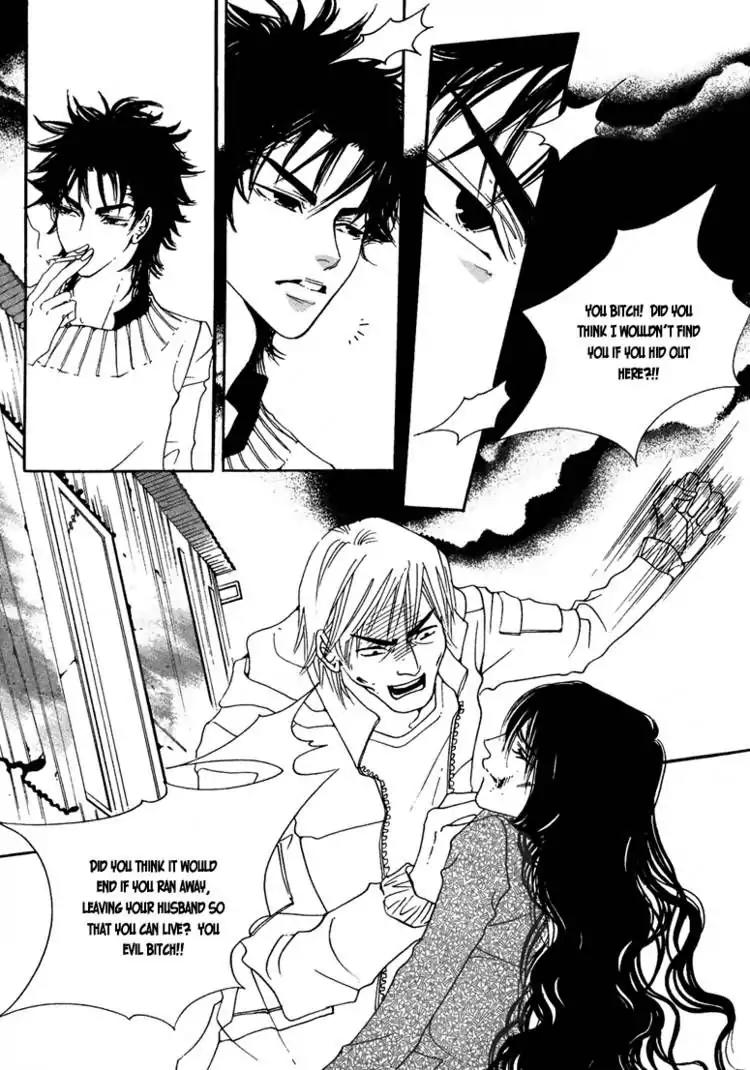 YOU BITCH! DID YOU
THINK I WOULDN'T FIND
YOU IF YOU HID OUT
HERE?!!
DID YOU THINK IT WOULD
END IF YOU RAN AWAY,
LEAVING YOUR HUSBAND SO
THAT YOU CAN LIVE? YOU
EVIL BITCH!!